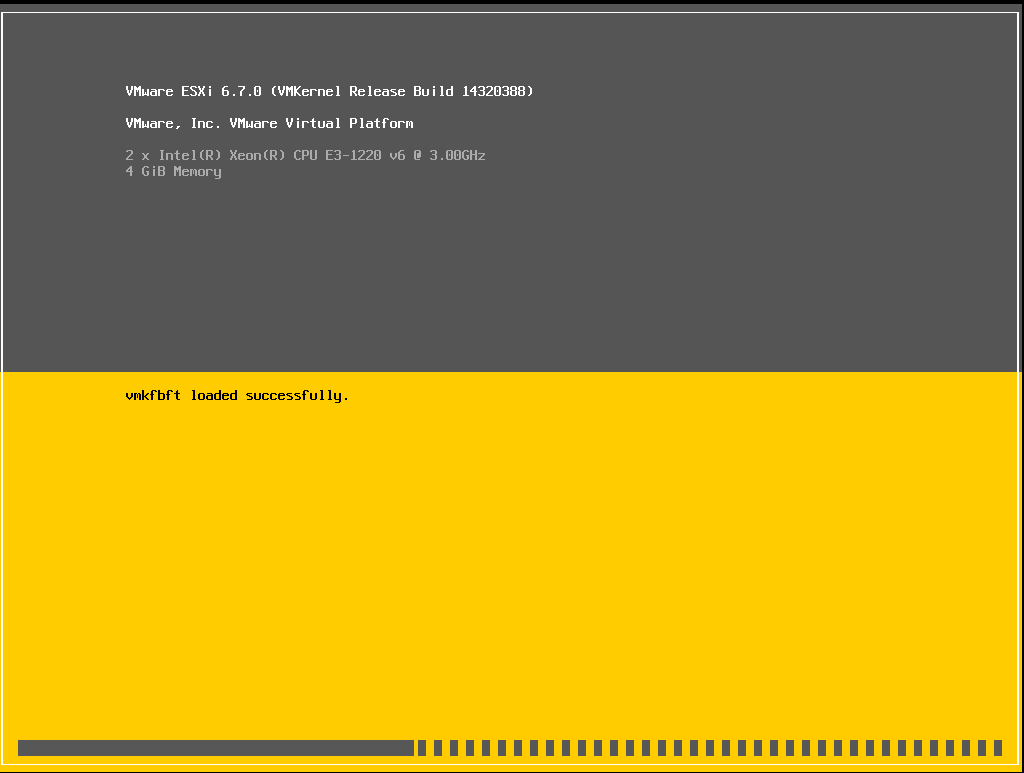 VMware ESXi 6.7.0 (VMKernel Release Build 14320388)
VMware, Inc. VMware Virtual Platform
2 x Intel(R) Xeon(R) CPU E3-1220 v6 @ 3.00GHz
4 GiB Memory
vmkfbft loaded successfully.